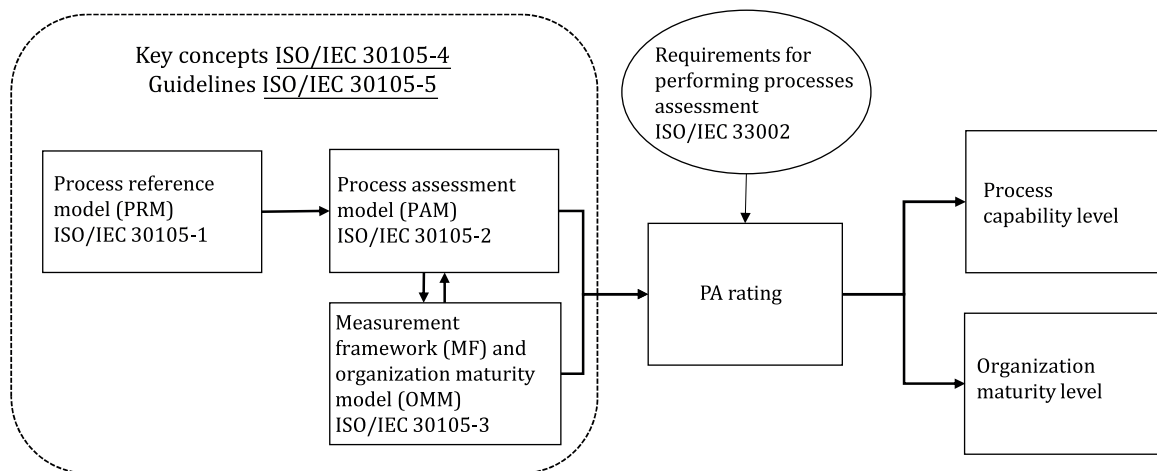 Key concepts ISO/IEC 30105-4
Guidelines ISO/IEC 30105-5
Requirements for
performing processes
assessment
ISO/IEC 33002
Process reference
model (PRM)
ISO/IEC 30105-1
Process assessment
model (PAM)
ISO/IEC 30105-2
Measurement
framework (MF) and
organization maturity
model (OMM)
ISO/IEC 30105-3
PA rating
Process
capability level
Organization
maturity level